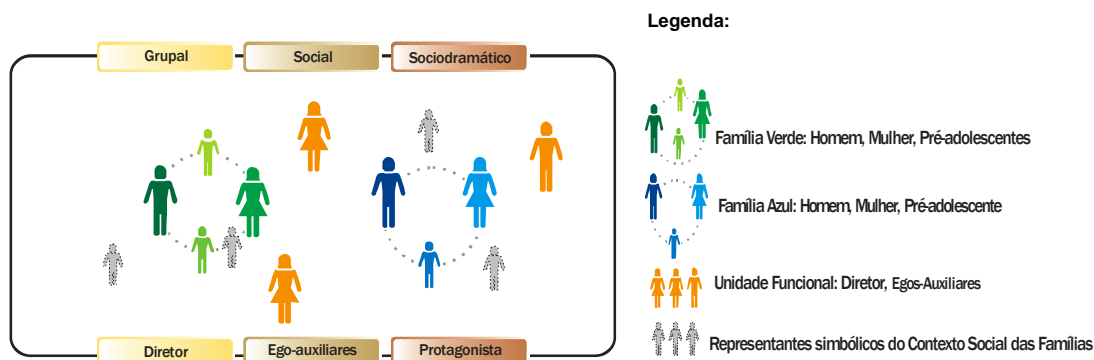 Legenda:
Grupal
Social
Sociodramático
Família Verde: Homem, Mulher, Pré-adolescentes
Família Azul: Homem, Mulher, Pré-adolescente
Unidade Funcional: Diretor, Egos-Auxiliares
Representantes simbólicos do Contexto Social das Famílias
Diretor
Ego-auxiliares
Protagonista